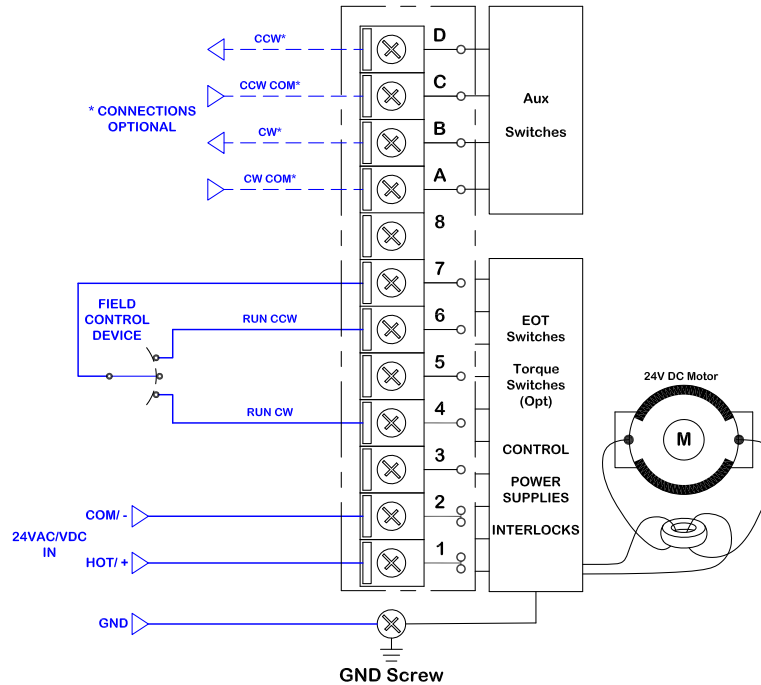 CCW*
CCW COM*
* CONNECTIONS
OPTIONAL
CW*
CW COM*
D
C
B
A
8
7
6
5
4
3
2
1
Aux
Switches
FIELD
CONTROL
DEVICE
RUN CCW
RUN CW
EOT
Switches
Torque
Switches
(Opt)
CONTROL
POWER
SUPPLIES
INTERLOCKS
24V DC Motor
M
COM/ -
24VAC/VDC
IN
HOT/ +
GND
GND Screw